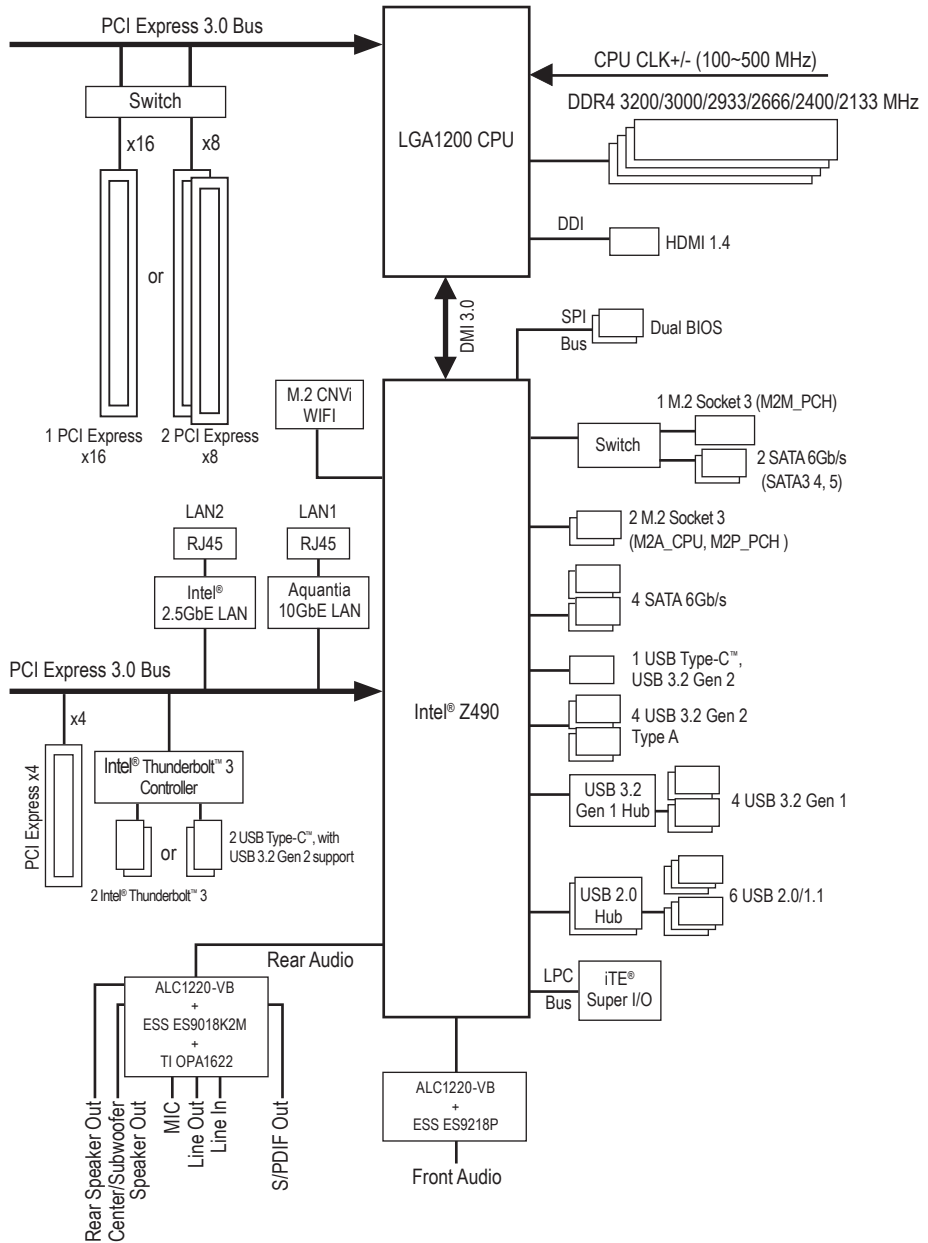 PCI Express 3.0 Bus
CPU CLK+/- (100~500 MHz)
Switch
DDR4 3200/3000/2933/2666/2400/2133 MHz
x16
x8
LGA1200 CPU
or
DDI
HDMI 1.4
DMI 3.0
SPI
Bus
Dual BIOS
1 PCI Express
x16
2 PCI Express
x8
M.2 CNVi
WIFI
1 M.2 Socket 3 (M2M_PCH)
Switch
2 SATA 6Gb/s
(SATA3 4, 5)
LAN2
RJ45
Intel®
2.5GbE LAN
LAN1
RJ45
Aquantia
10GbE LAN
2 M.2 Socket 3
(M2A_CPU, M2P_PCH )
4 SATA 6Gb/s
PCI Express 3.0 Bus
Intel® Z490
1 USB Type-C™,
USB 3.2 Gen 2
4 USB 3.2 Gen 2
Type A
x4
PCI Express x4
Intel® Thunderbolt™ 3
Controller
or
2 USB Type-C™, with
USB 3.2 Gen 2 support
2 Intel® Thunderbolt™ 3
USB 3.2
Gen 1 Hub
4 USB 3.2 Gen 1
USB 2.0
Hub
6 USB 2.0/1.1
Rear Audio
LPC
Bus
iTE®
Super I/O
ALC1220-VB
+
ESS ES9018K2M
+
TI OPA1622
Rear Speaker Out
Center/Subwoofer
Speaker Out
MIC
Line Out
Line In
S/PDIF Out
ALC1220-VB
+
ESS ES9218P
Front Audio